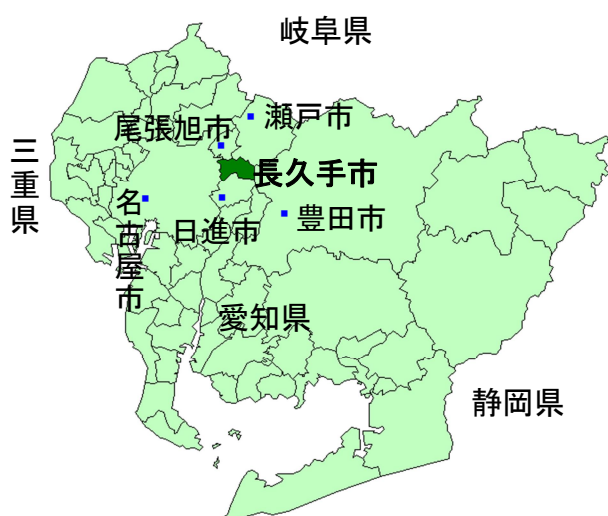 岐阜県
瀬戸市
尾張旭市
三重県
長久手市
名古屋市
日進市
豊田市
愛知県
静岡県